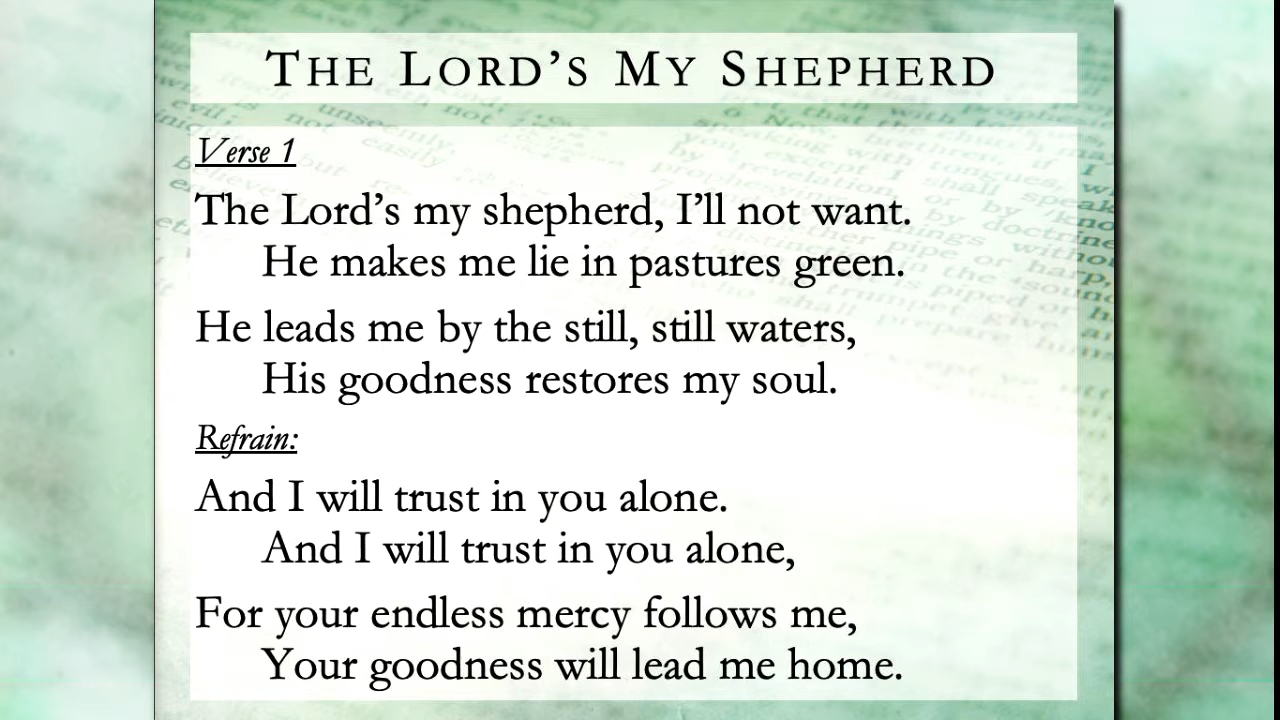 THE LORD’S MY SHEPHERD
Verse 1
The Lord’s my shepherd, I’ll not want.
He makes me lie in pastures green.
He leads me by the still, still waters,
His goodness restores my soul.
Refrain:
And I will trust in you alone.
And I will trust in you alone,
For your endless mercy follows me,
Your goodness will lead me home.